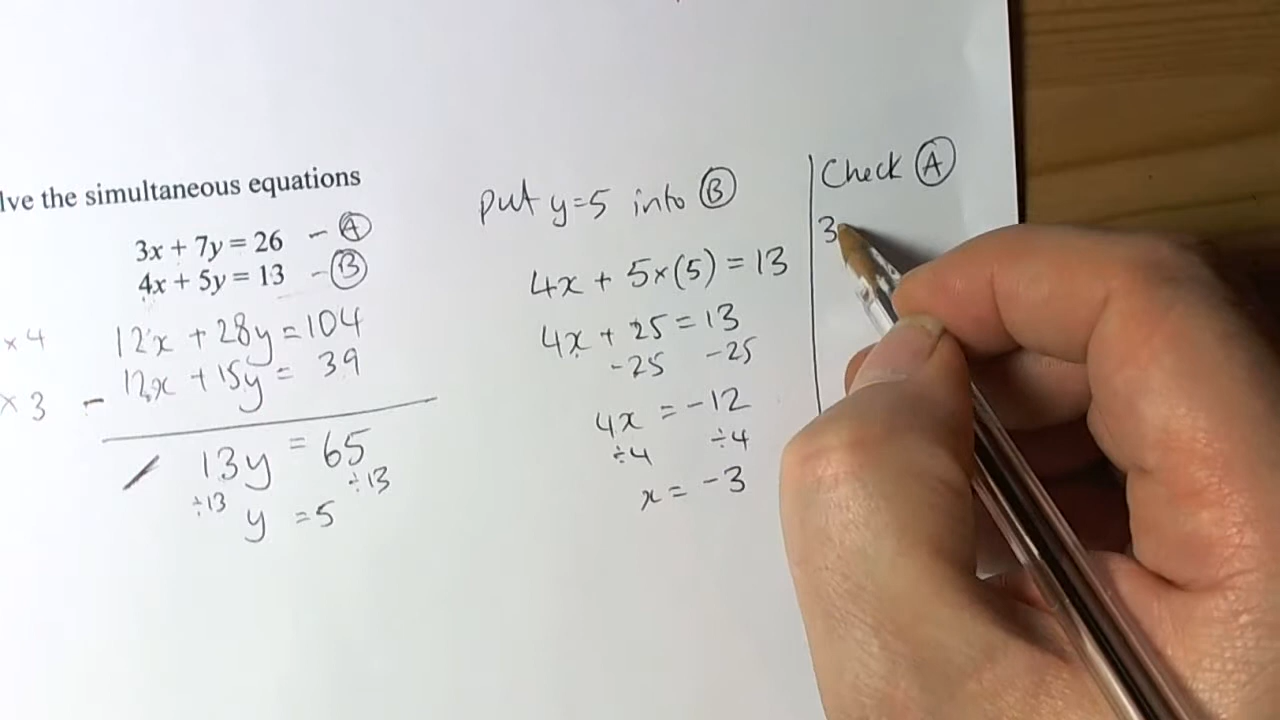 lve the simultaneous equations
3x + 7y = 26 – Ⓐ
4x + 5y = 13 – Ⓑ
×4 12x + 28y = 104
×3 - 12x + 15y = 39
13y = 65
÷13 ÷13
y = 5
put y=5 into Ⓑ
4x + 5×(5) = 13
4x + 25 = 13
-25 -25
4x = -12
÷4 ÷4
x = -3
Check Ⓐ
3